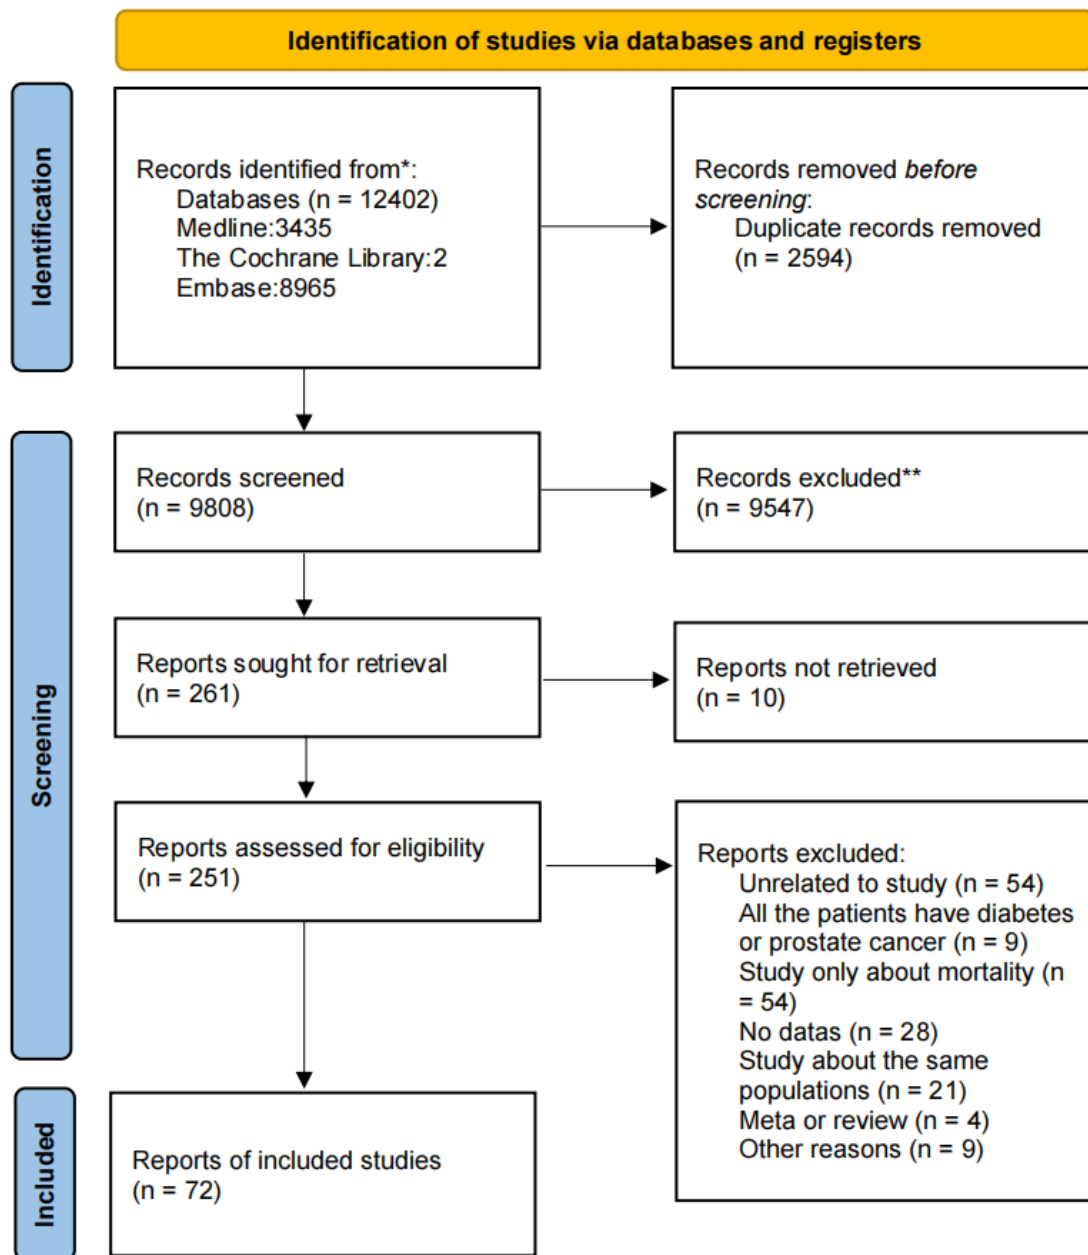 Identification of studies via databases and registers
Identification
Records identified from*:
Databases (n = 12402)
Medline:3435
The Cochrane Library:2
Embase:8965
Records removed before
screening:
Duplicate records removed
(n = 2594)
Screening
Records screened
(n = 9808)
Records excluded**
(n = 9547)
Reports sought for retrieval
(n = 261)
Reports not retrieved
(n = 10)
Reports assessed for eligibility
(n = 251)
Reports excluded:
Unrelated to study (n = 54)
All the patients have diabetes
or prostate cancer (n = 9)
Study only about mortality (n
= 54)
No datas (n = 28)
Study about the same
populations (n = 21)
Meta or review (n = 4)
Other reasons (n = 9)
Included
Reports of included studies
(n = 72)